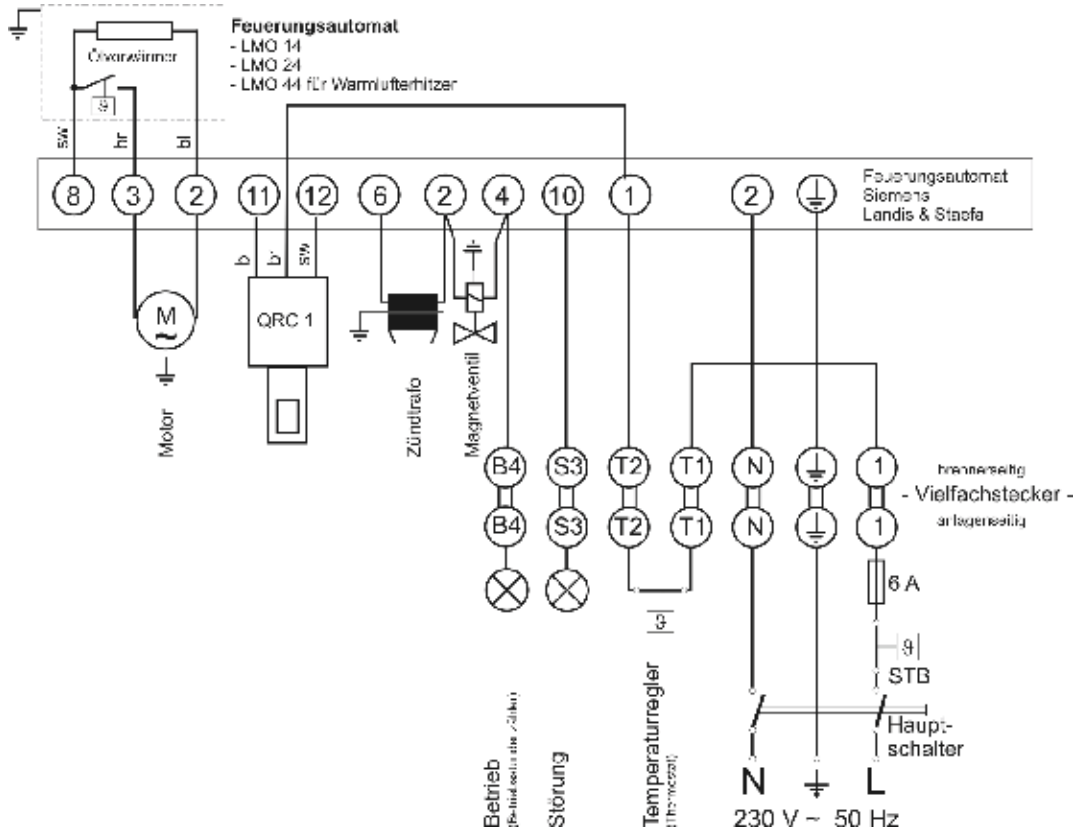 Feuerungsautomat
- LMO 14
- LMO 24
- LMO 44 für Warmlufterhitzer
Ölvorwärmer
ϑ
sw
br
bl
8
3
2
11
12
6
2
4
10
1
2
Feuerungsautomat
Siemens
Landis & Staefa
b
br
sw
M
~
QRC 1
Motor
Zündtrafo
Magnetventil
B4
S3
T2
T1
N
1
brennerseitig
- Vielfachstecker -
B4
S3
T2
T1
N
1
anlagenseitig
6 A
ϑ
ϑ
STB
Haupt-
schalter
Betrieb
(Betriebsstundenzähler)
Störung
Temperaturregler
(Thermostat)
N
L
230 V ~ 50 Hz